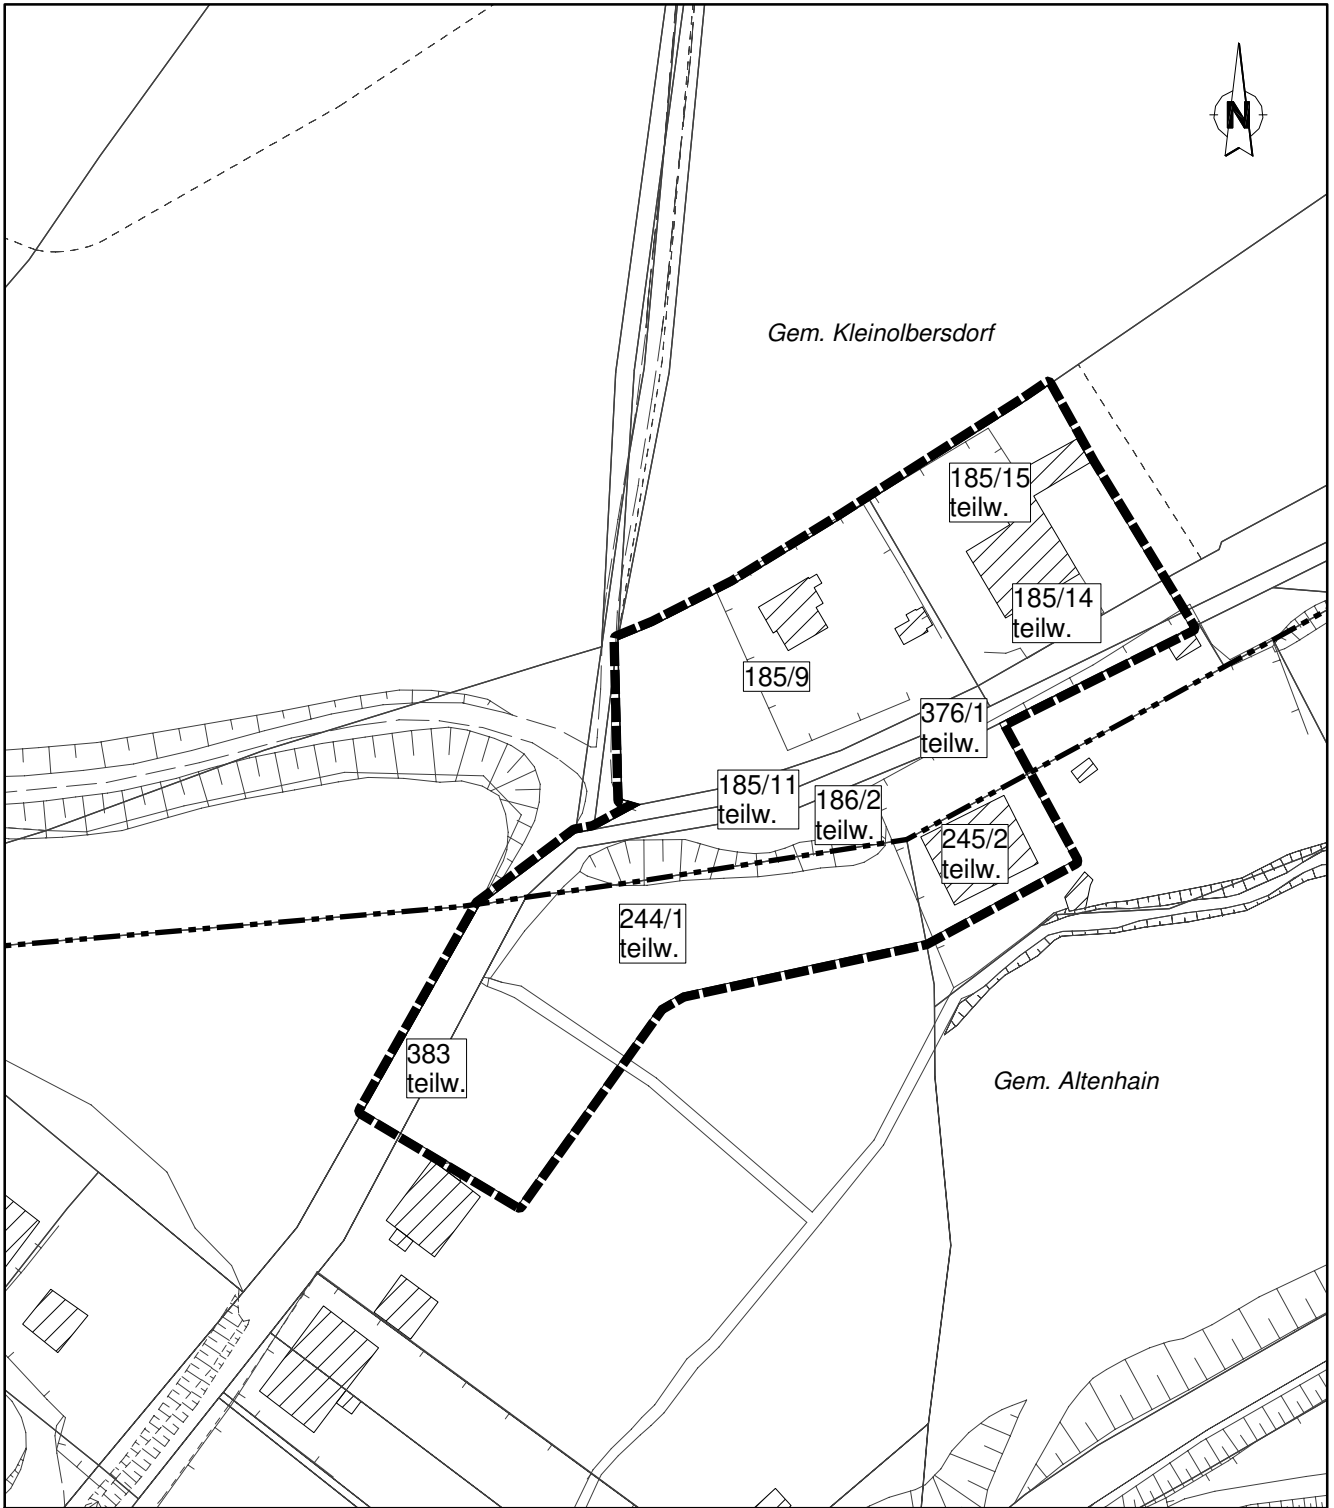 N
Gem. Kleinolbersdorf
185/15
teilw.
185/14
teilw.
185/9
376/1
teilw.
185/11
teilw.
186/2
teilw.
245/2
teilw.
244/1
teilw.
383
teilw.
Gem. Altenhain